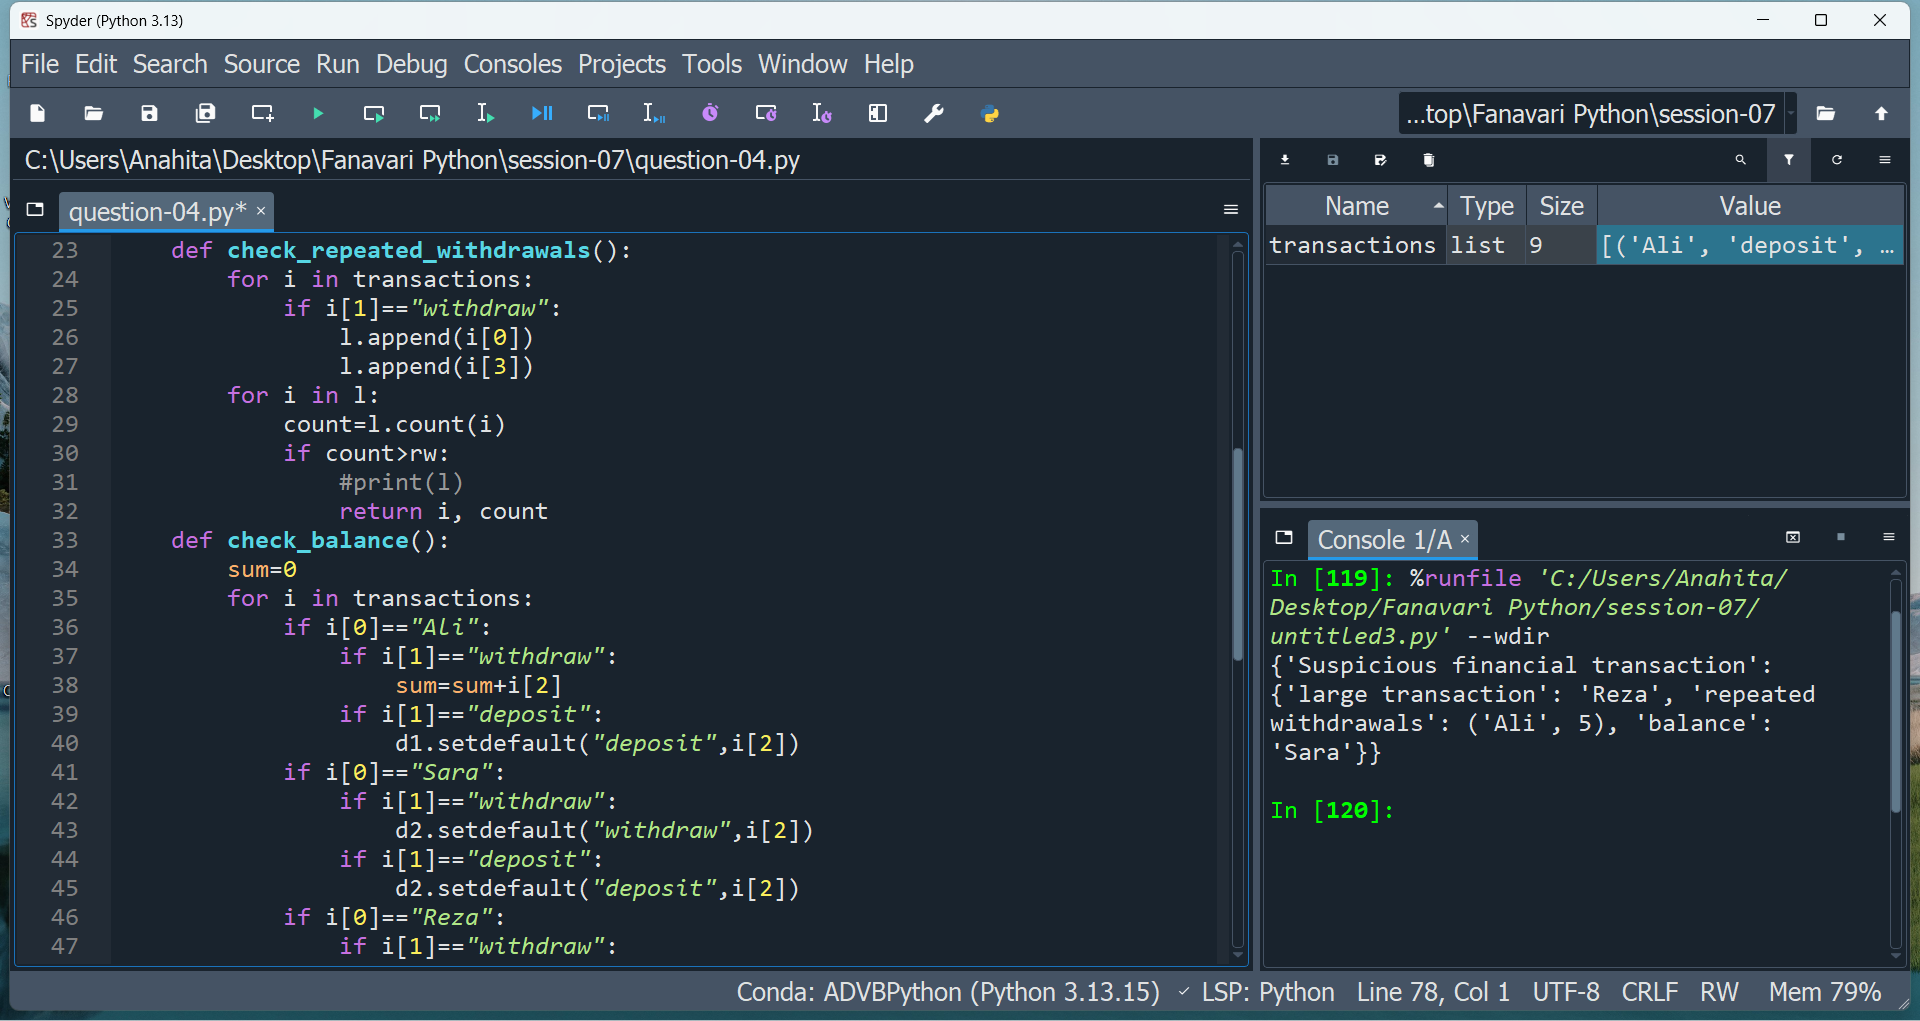 Spyder (Python 3.13)
File Edit Search Source Run Debug Consoles Projects Tools Window Help
...top\Fanavari Python\session-07
C:\Users\Anahita\Desktop\Fanavari Python\session-07\question-04.py
question-04.py*
23 def check_repeated_withdrawals():
24 for i in transactions:
25 if i[1]=="withdraw":
26 l.append(i[0])
27 l.append(i[3])
28 for i in l:
29 count=l.count(i)
30 if count>rw:
31 #print(l)
32 return i, count
33 def check_balance():
34 sum=0
35 for i in transactions:
36 if i[0]=="Ali":
37 if i[1]=="withdraw":
38 sum=sum+i[2]
39 if i[1]=="deposit":
40 d1.setdefault("deposit",i[2])
41 if i[0]=="Sara":
42 if i[1]=="withdraw":
43 d2.setdefault("withdraw",i[2])
44 if i[1]=="deposit":
45 d2.setdefault("deposit",i[2])
46 if i[0]=="Reza":
47 if i[1]=="withdraw":
Name Type Size Value
transactions list 9 [('Ali', 'deposit', …
Console 1/A
In [119]: %runfile 'C:/Users/Anahita/
Desktop/Fanavari Python/session-07/
untitled3.py' --wdir
{'Suspicious financial transaction':
{'large transaction': 'Reza', 'repeated
withdrawals': ('Ali', 5), 'balance':
'Sara'}}
In [120]:
Conda: ADVBPython (Python 3.13.15) LSP: Python Line 78, Col 1 UTF-8 CRLF RW Mem 79%